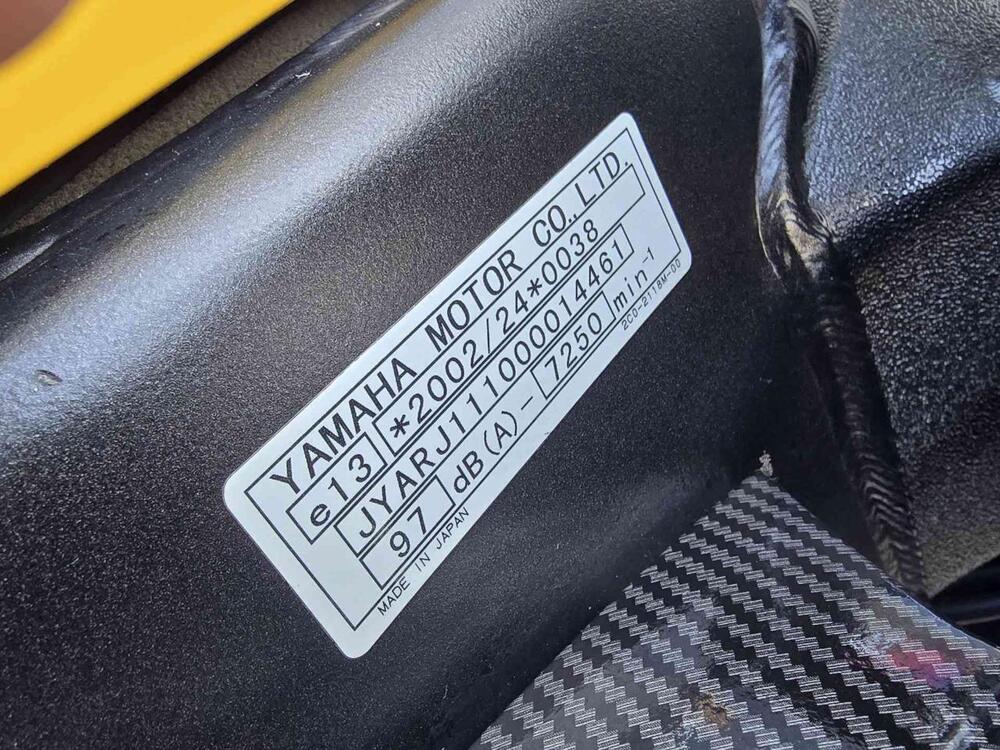 YAMAHA MOTOR CO., LTD.
e13 *2002/24*0038
JYARJ111000014461
97 dB(A)- 7250 min-1
MADE IN JAPAN 2C0-2118M-00